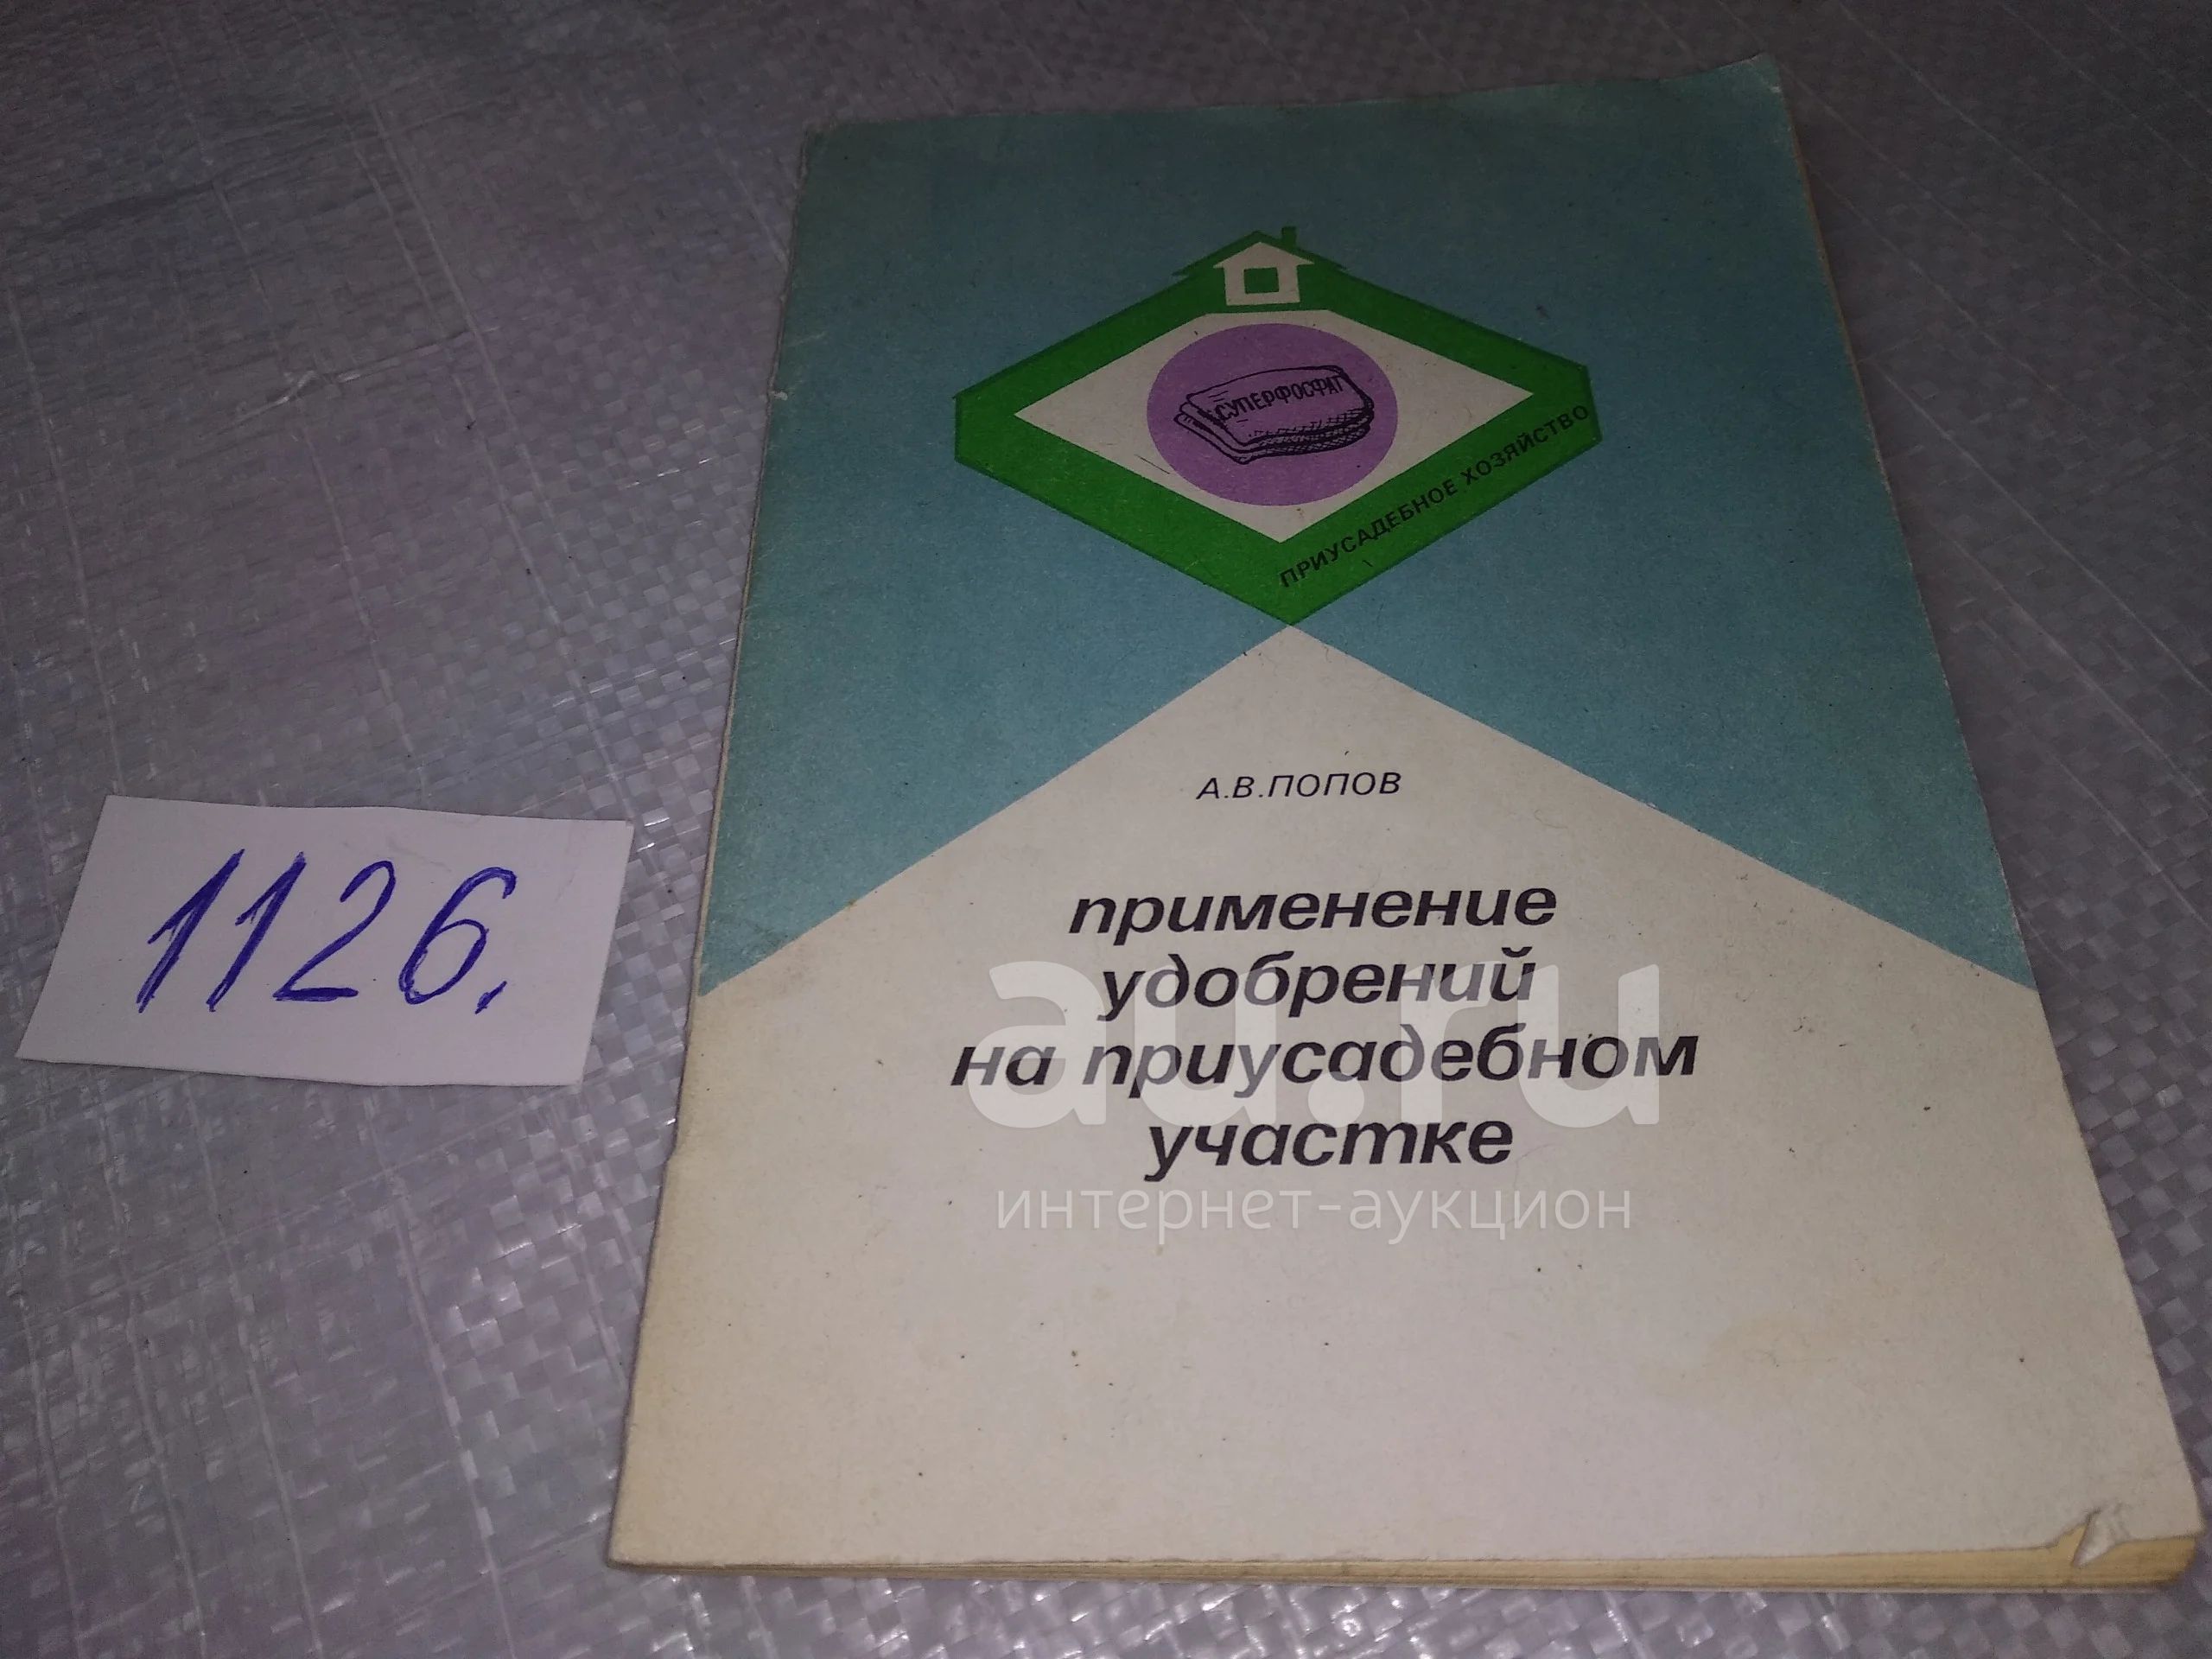 СУПЕРФОСФАТ
ПРИУСАДЕБНОЕ ХОЗЯЙСТВО
А.В.ПОПОВ
применение
удобрений
на приусадебном
участке
1126.
au.ru
интернет-аукцион